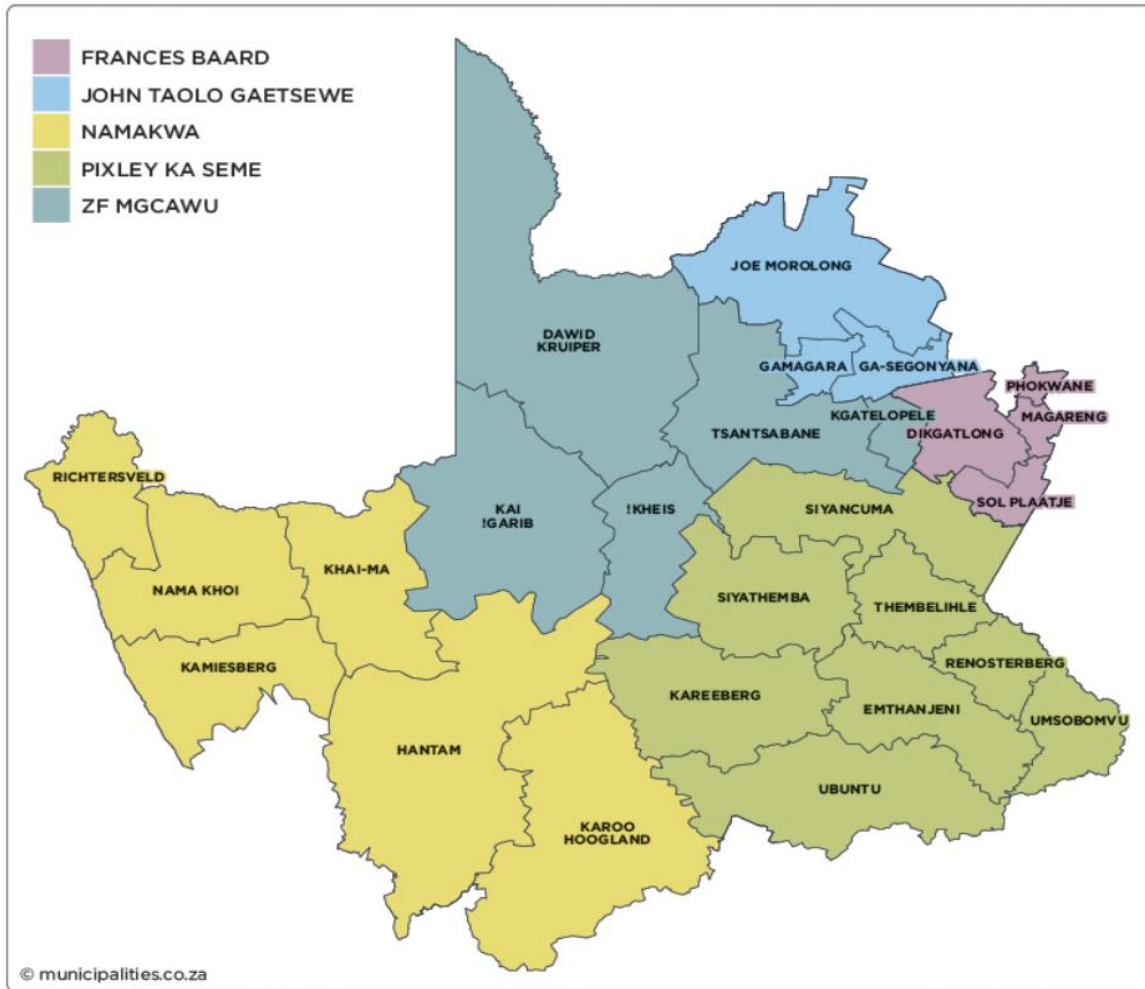 FRANCES BAARD
JOHN TAOLO GAETSEWE
NAMAKWA
PIXLEY KA SEME
ZF MGCAWU
JOE MOROLONG
DAWID
KRUIPER
GAMAGARA
GA-SEGONYANA
PHOKWANE
KGATELOPELE
MAGARENG
TSANTSABANE
DIKGATLONG
RICHTERSVELD
SOL PLAATJE
KAI
!GARIB
!KHEIS
SIYANCUMA
KHAI-MA
NAMA KHOI
SIYATHEMBA
THEMBELIHLE
KAMIESBERG
RENOSTERBERG
KAREEBERG
EMTHANJENI
UMSOBOMVU
HANTAM
UBUNTU
KAROO
HOOGLAND
© municipalities.co.za